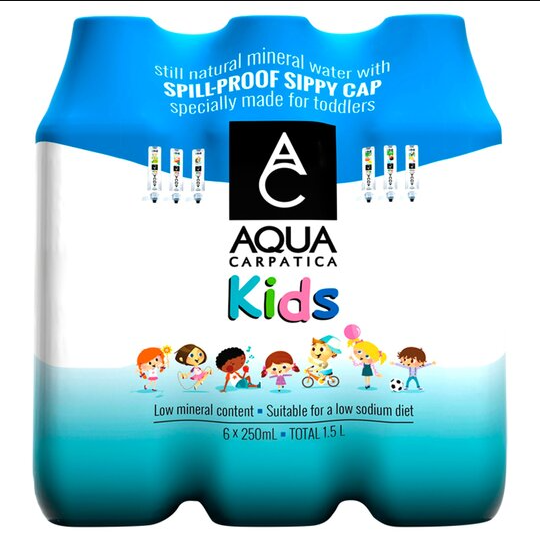 still natural mineral water with
SPILL-PROOF SIPPY CAP
specially made for toddlers
AC
AQUA
CARPATICA
Kids
Low mineral content ▪ Suitable for a low sodium diet
6 x 250mL ▪ TOTAL 1.5 L